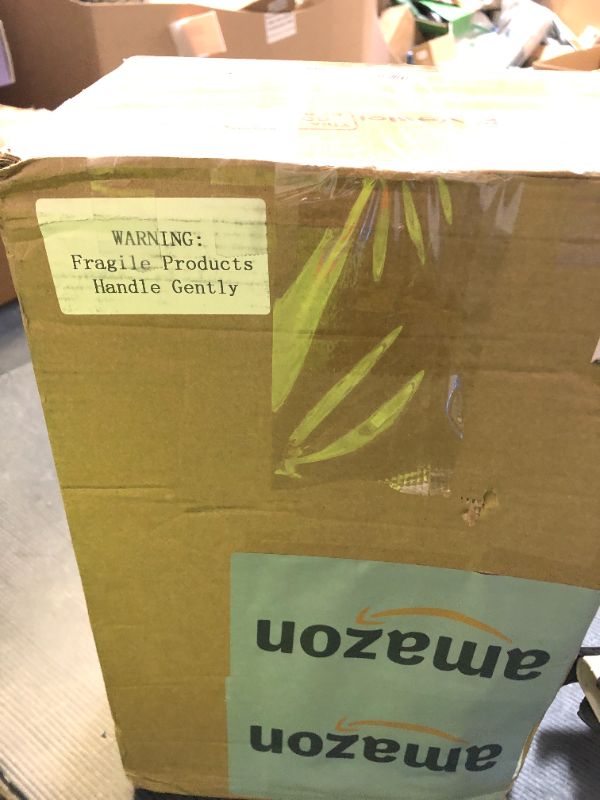 WARNING:
Fragile Products
Handle Gently
amazon
amazon